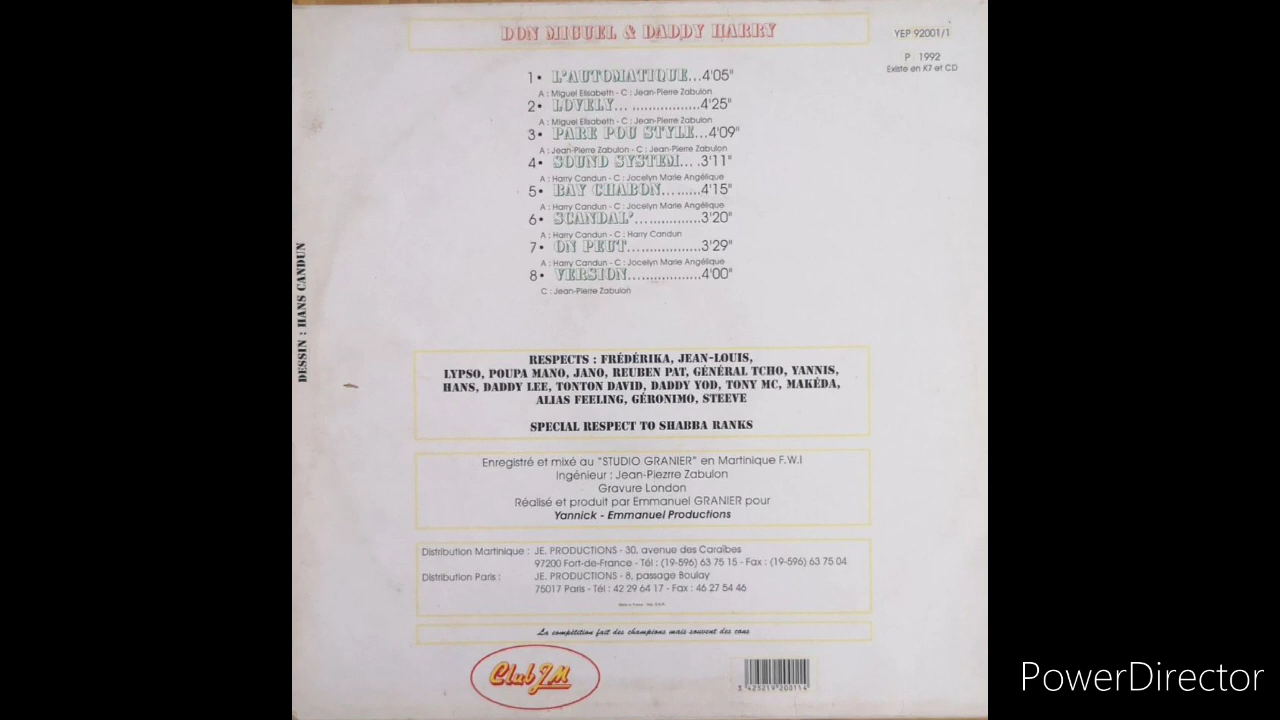 DON MIGUEL & DADDY HARRY
YEP 92001/1
P 1992
Existe en K7 et CD
1• L'AUTOMATIQUE...4'05"
A : Miguel Elisabeth - C : Jean-Pierre Zabulon
2• LOVELY... .................4'25"
A : Miguel Elisabeth - C : Jean-Pierre Zabulon
3• PARE POU STYLE...4'09"
A : Jean-Pierre Zabulon - C : Jean-Pierre Zabulon
4• SOUND SYSTEM... .3'11"
A : Harry Candun - C : Jocelyn Marie Angélique
5• BAY CHABON.........4'15"
A : Harry Candun - C : Jocelyn Marie Angélique
6• SCANDAL'...............3'20"
A : Harry Candun - C : Harry Candun
7• ON PEUT.................3'29"
A : Harry Candun - C : Jocelyn Marie Angélique
8• VERSION.................4'00"
C : Jean-Pierre Zabulon
DESSIN : HANS CANDUN
RESPECTS : FRÉDÉRIKA, JEAN-LOUIS,
LYPSO, POUPA MANO, JANO, REUBEN PAT, GÉNÉRAL TCHO, YANNIS,
HANS, DADDY LEE, TONTON DAVID, DADDY YOD, TONY MC, MAKÉDA,
ALIAS FEELING, GÉRONIMO, STEEVE
SPECIAL RESPECT TO SHABBA RANKS
Enregistré et mixé au "STUDIO GRANIER" en Martinique F.W.I
Ingénieur : Jean-Piezrre Zabulon
Gravure London
Réalisé et produit par Emmanuel GRANIER pour
Yannick - Emmanuel Productions
Distribution Martinique : JE. PRODUCTIONS - 30, avenue des Caraïbes
97200 Fort-de-France - Tél : (19-596) 63 75 15 - Fax : (19-596) 63 75 04
Distribution Paris : JE. PRODUCTIONS - 8, passage Boulay
75017 Paris - Tél : 42 29 64 17 - Fax : 46 27 54 46
La compétition fait des champions mais souvent des cons
Club JM
3 425219 200114
PowerDirector